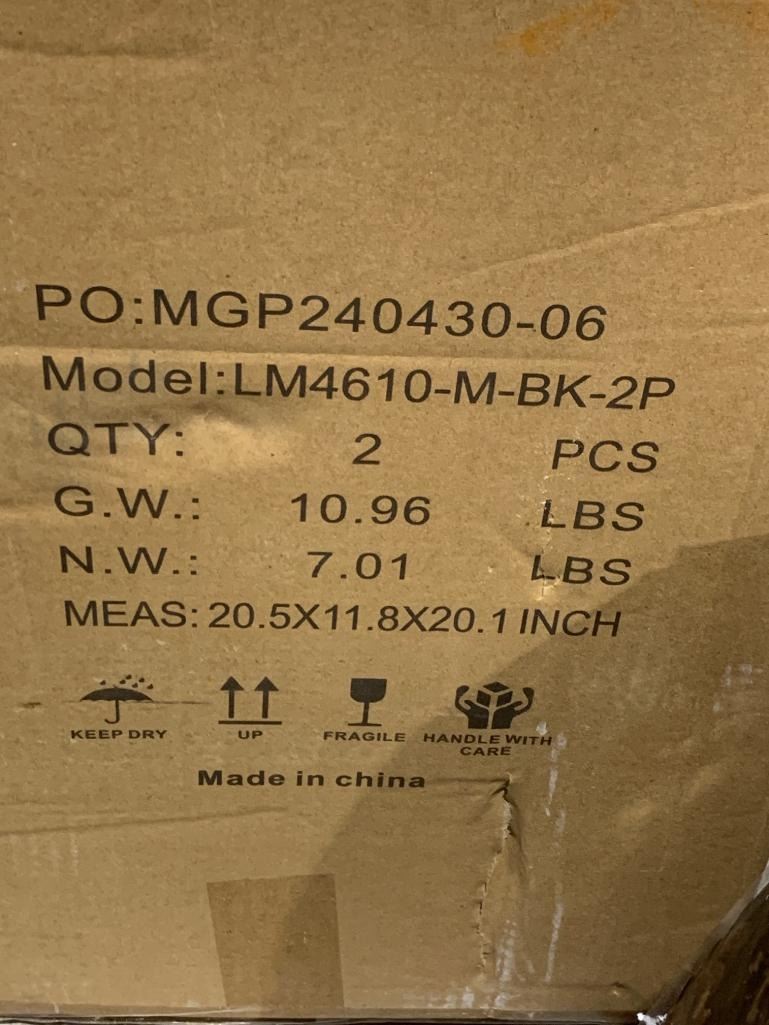 PO:MGP240430-06
Model:LM4610-M-BK-2P
QTY: 2 PCS
G.W.: 10.96 LBS
N.W.: 7.01 LBS
MEAS: 20.5X11.8X20.1 INCH
KEEP DRY UP FRAGILE HANDLE WITH
CARE
Made in china